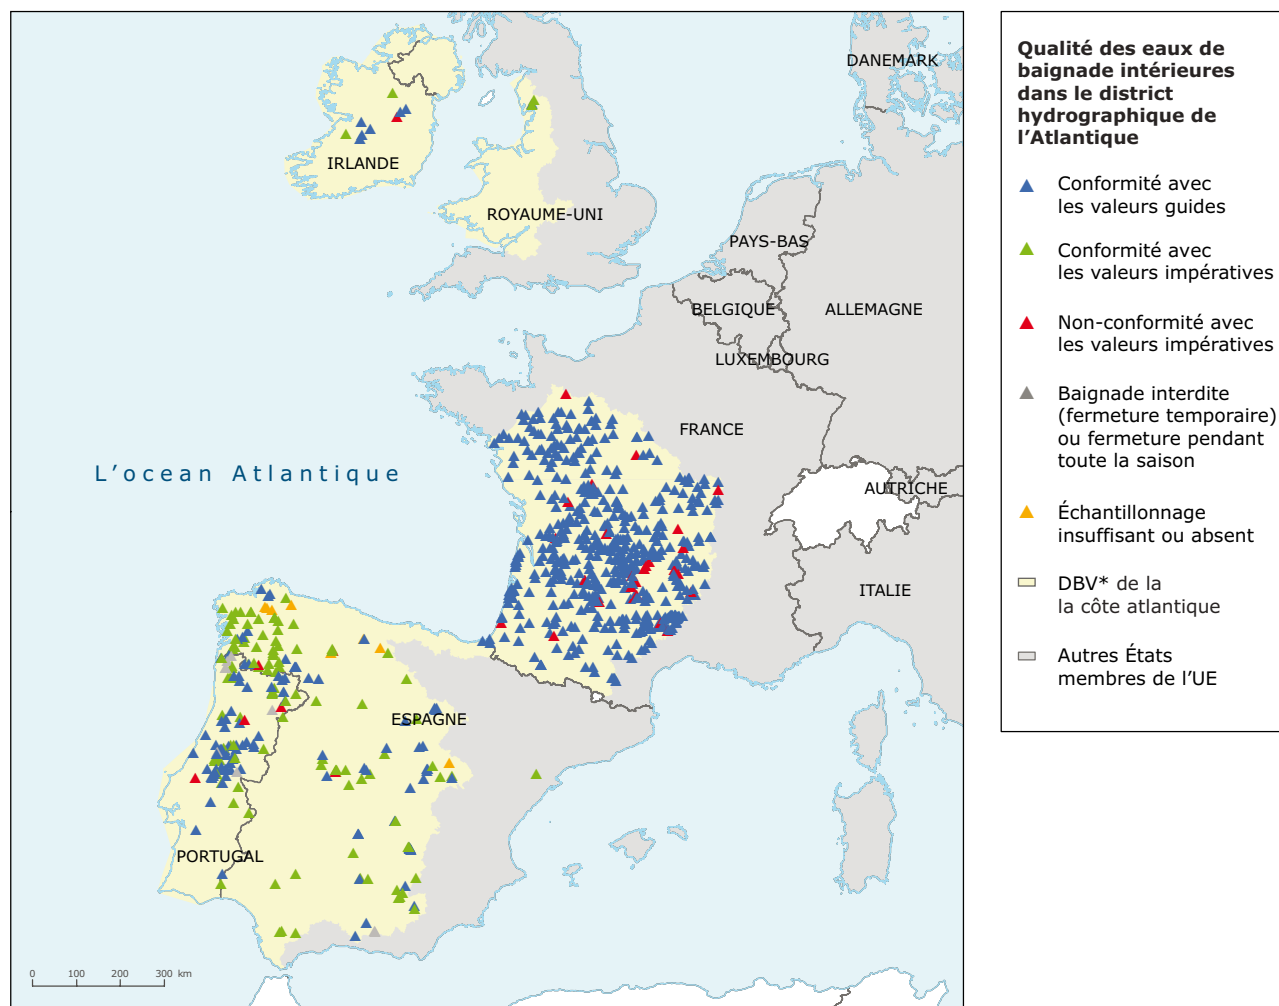 DANEMARK
IRLANDE
ROYAUME-UNI
PAYS-BAS
BELGIQUE
ALLEMAGNE
LUXEMBOURG
FRANCE
L'ocean Atlantique
AUTRICHE
ITALIE
ESPAGNE
PORTUGAL
0 100 200 300 km
Qualité des eaux de
baignade intérieures
dans le district
hydrographique de
l'Atlantique
Conformité avec
les valeurs guides
Conformité avec
les valeurs impératives
Non-conformité avec
les valeurs impératives
Baignade interdite
(fermeture temporaire)
ou fermeture pendant
toute la saison
Échantillonnage
insuffisant ou absent
DBV* de la
la côte atlantique
Autres États
membres de l'UE